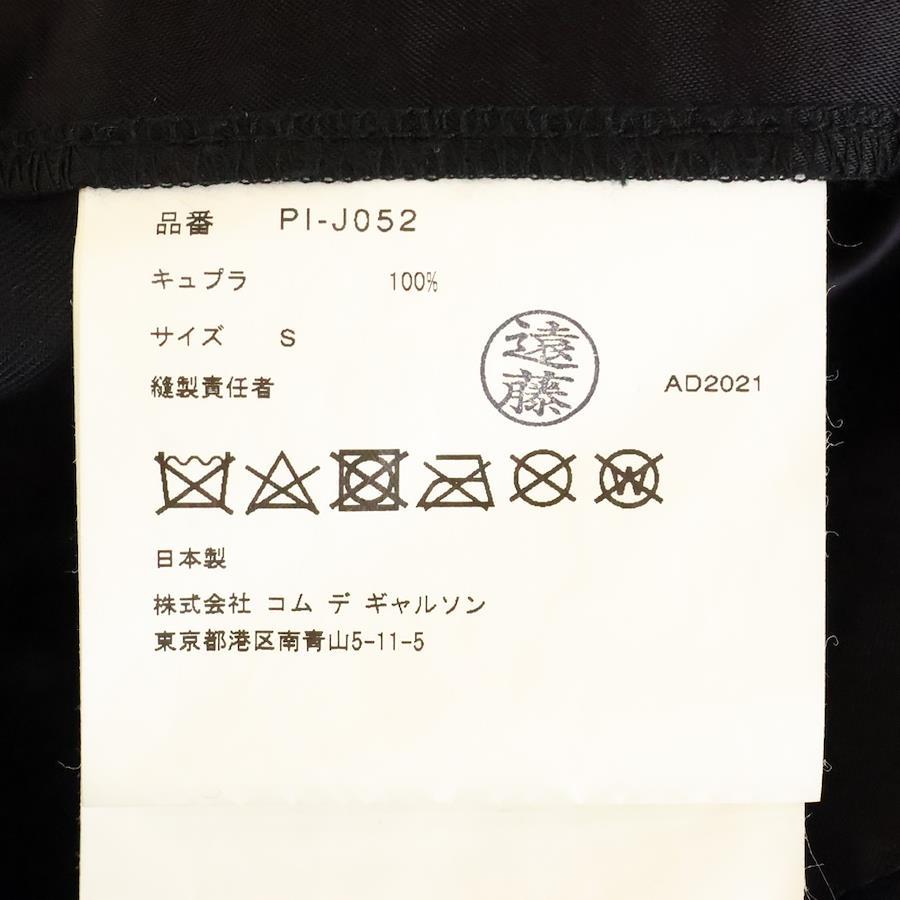 品番 PI-J052
キュプラ 100%
サイズ S
縫製責任者 遠藤 AD2021
W
日本製
株式会社 コム デ ギャルソン
東京都港区南青山5-11-5